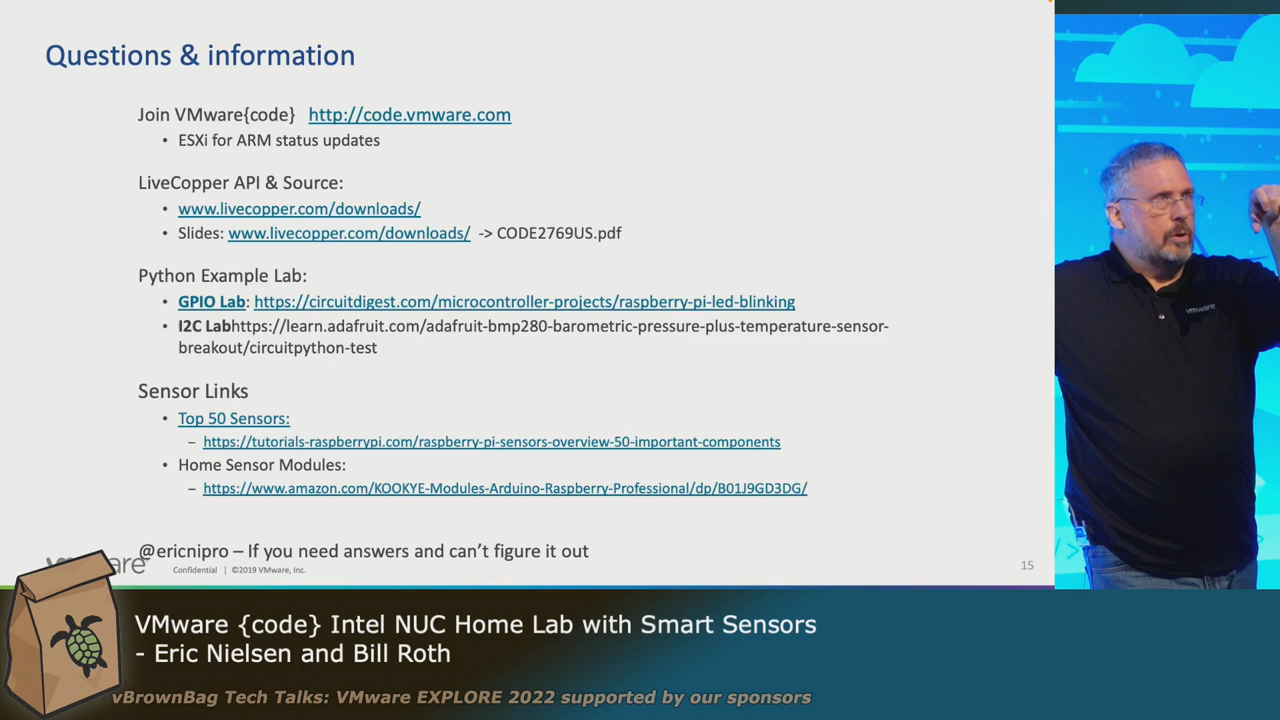 Questions & information
Join VMware{code} http://code.vmware.com
• ESXi for ARM status updates
LiveCopper API & Source:
• www.livecopper.com/downloads/
• Slides: www.livecopper.com/downloads/ -> CODE2769US.pdf
Python Example Lab:
• GPIO Lab: https://circuitdigest.com/microcontroller-projects/raspberry-pi-led-blinking
• I2C Labhttps://learn.adafruit.com/adafruit-bmp280-barometric-pressure-plus-temperature-sensor-
breakout/circuitpython-test
Sensor Links
• Top 50 Sensors:
– https://tutorials-raspberrypi.com/raspberry-pi-sensors-overview-50-important-components
• Home Sensor Modules:
– https://www.amazon.com/KOOKYE-Modules-Arduino-Raspberry-Professional/dp/B01J9GD3DG/
@ericnipro – If you need answers and can't figure it out
vmware Confidential | ©2019 VMware, Inc.
15
vmware
VMware {code} Intel NUC Home Lab with Smart Sensors
- Eric Nielsen and Bill Roth
vBrownBag Tech Talks: VMware EXPLORE 2022 supported by our sponsors